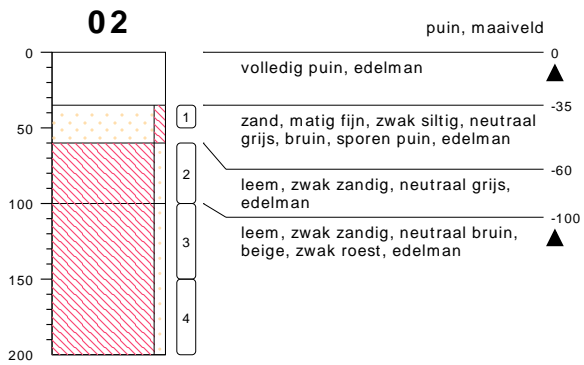 02
puin, maaiveld
0
0
volledig puin, edelman
-35
1
zand, matig fijn, zwak siltig, neutraal
grijs, bruin, sporen puin, edelman
50
-60
2
leem, zwak zandig, neutraal grijs,
edelman
100
-100
leem, zwak zandig, neutraal bruin,
beige, zwak roest, edelman
3
150
4
200